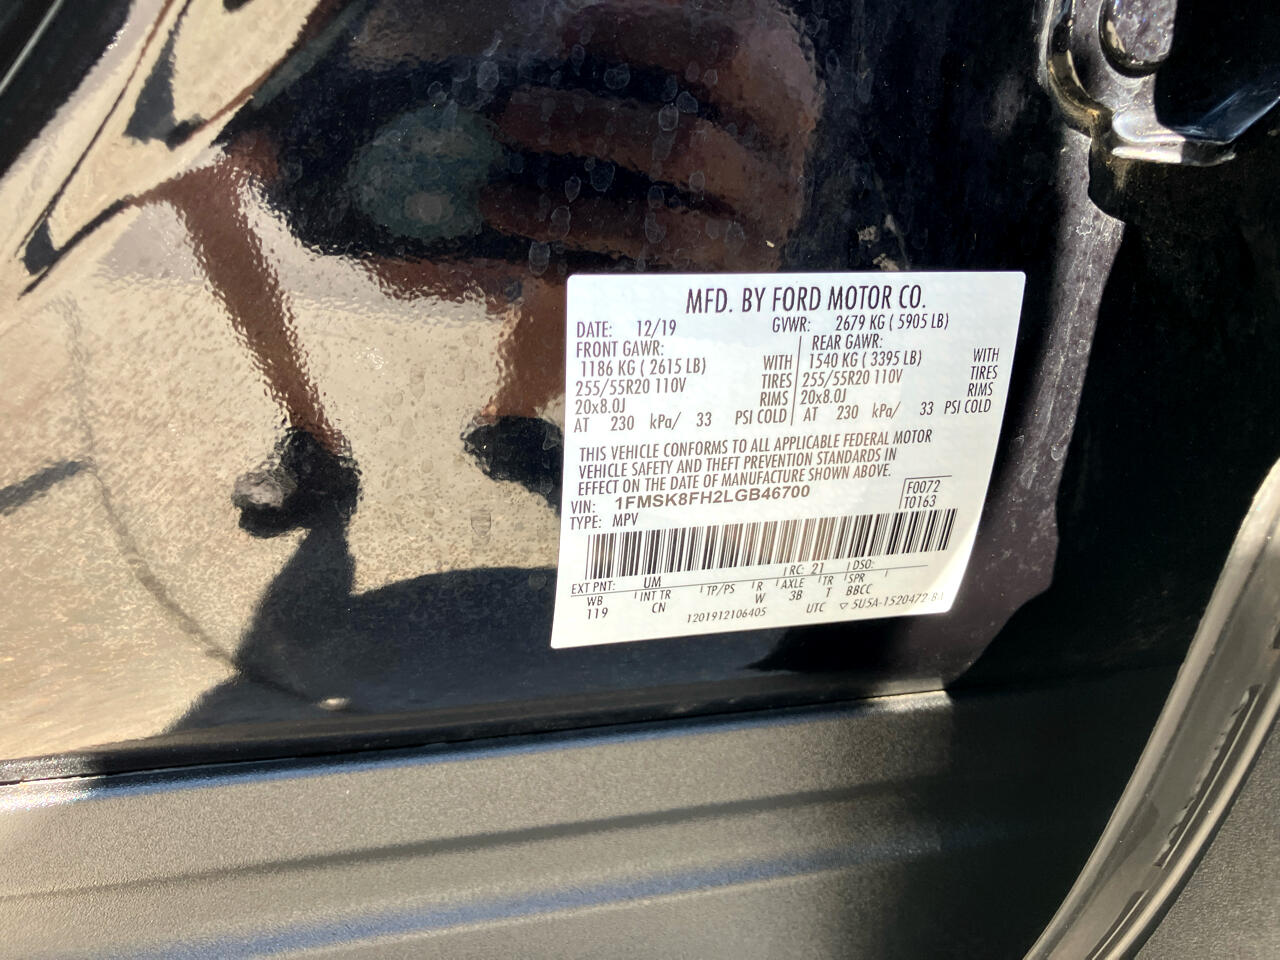 MFD. BY FORD MOTOR CO.
DATE: 12/19 GVWR: 2679 KG ( 5905 LB)
FRONT GAWR: REAR GAWR:
1186 KG ( 2615 LB) WITH 1540 KG ( 3395 LB) WITH
255/55R20 110V TIRES 255/55R20 110V TIRES
20x8.0J RIMS 20x8.0J RIMS
AT 230 kPa/ 33 PSI COLD AT 230 kPa/ 33 PSI COLD
THIS VEHICLE CONFORMS TO ALL APPLICABLE FEDERAL MOTOR
VEHICLE SAFETY AND THEFT PREVENTION STANDARDS IN
EFFECT ON THE DATE OF MANUFACTURE SHOWN ABOVE.
VIN: 1FMSK8FH2LGB46700 F0072
TYPE: MPV T0163
EXT PNT: UM RC: 21 DSO:
WB INT TR TP/PS R AXLE TR SPR
119 CN W 3B T BBCC
1201912106405 UTC ▽ 5U5A-1520472-BA